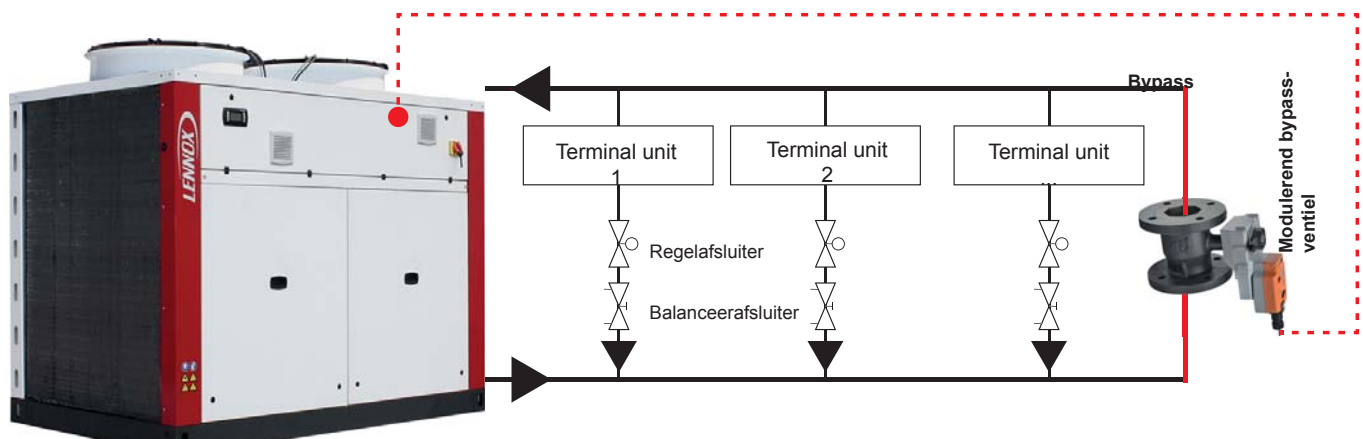 LENNOX
Bypass
Modulerend bypass-
ventiel
Terminal unit
1
Terminal unit
2
Terminal unit
...
Regelafsluiter
Balanceerafsluiter